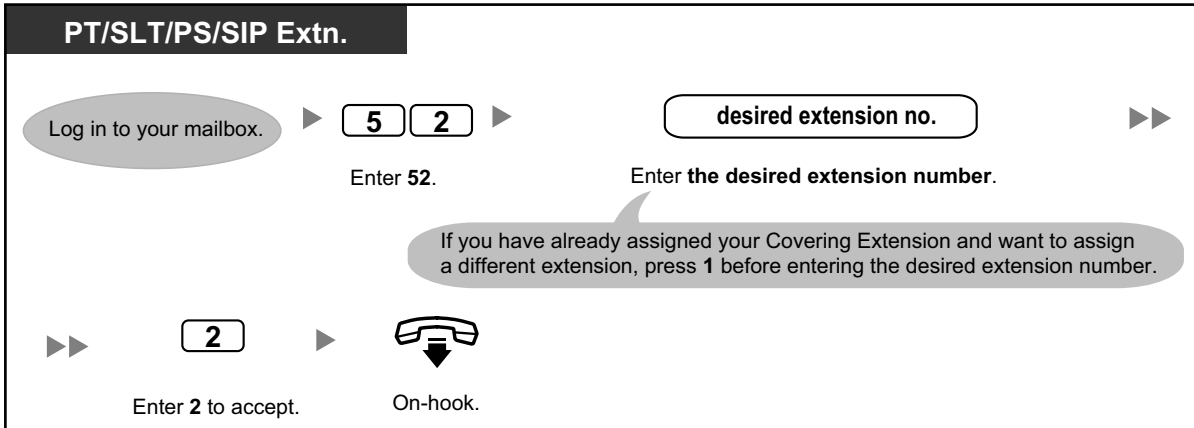 PT/SLT/PS/SIP Extn.
Log in to your mailbox.
5 2
desired extension no.
Enter 52.
Enter the desired extension number.
If you have already assigned your Covering Extension and want to assign
a different extension, press 1 before entering the desired extension number.
2
Enter 2 to accept.
On-hook.